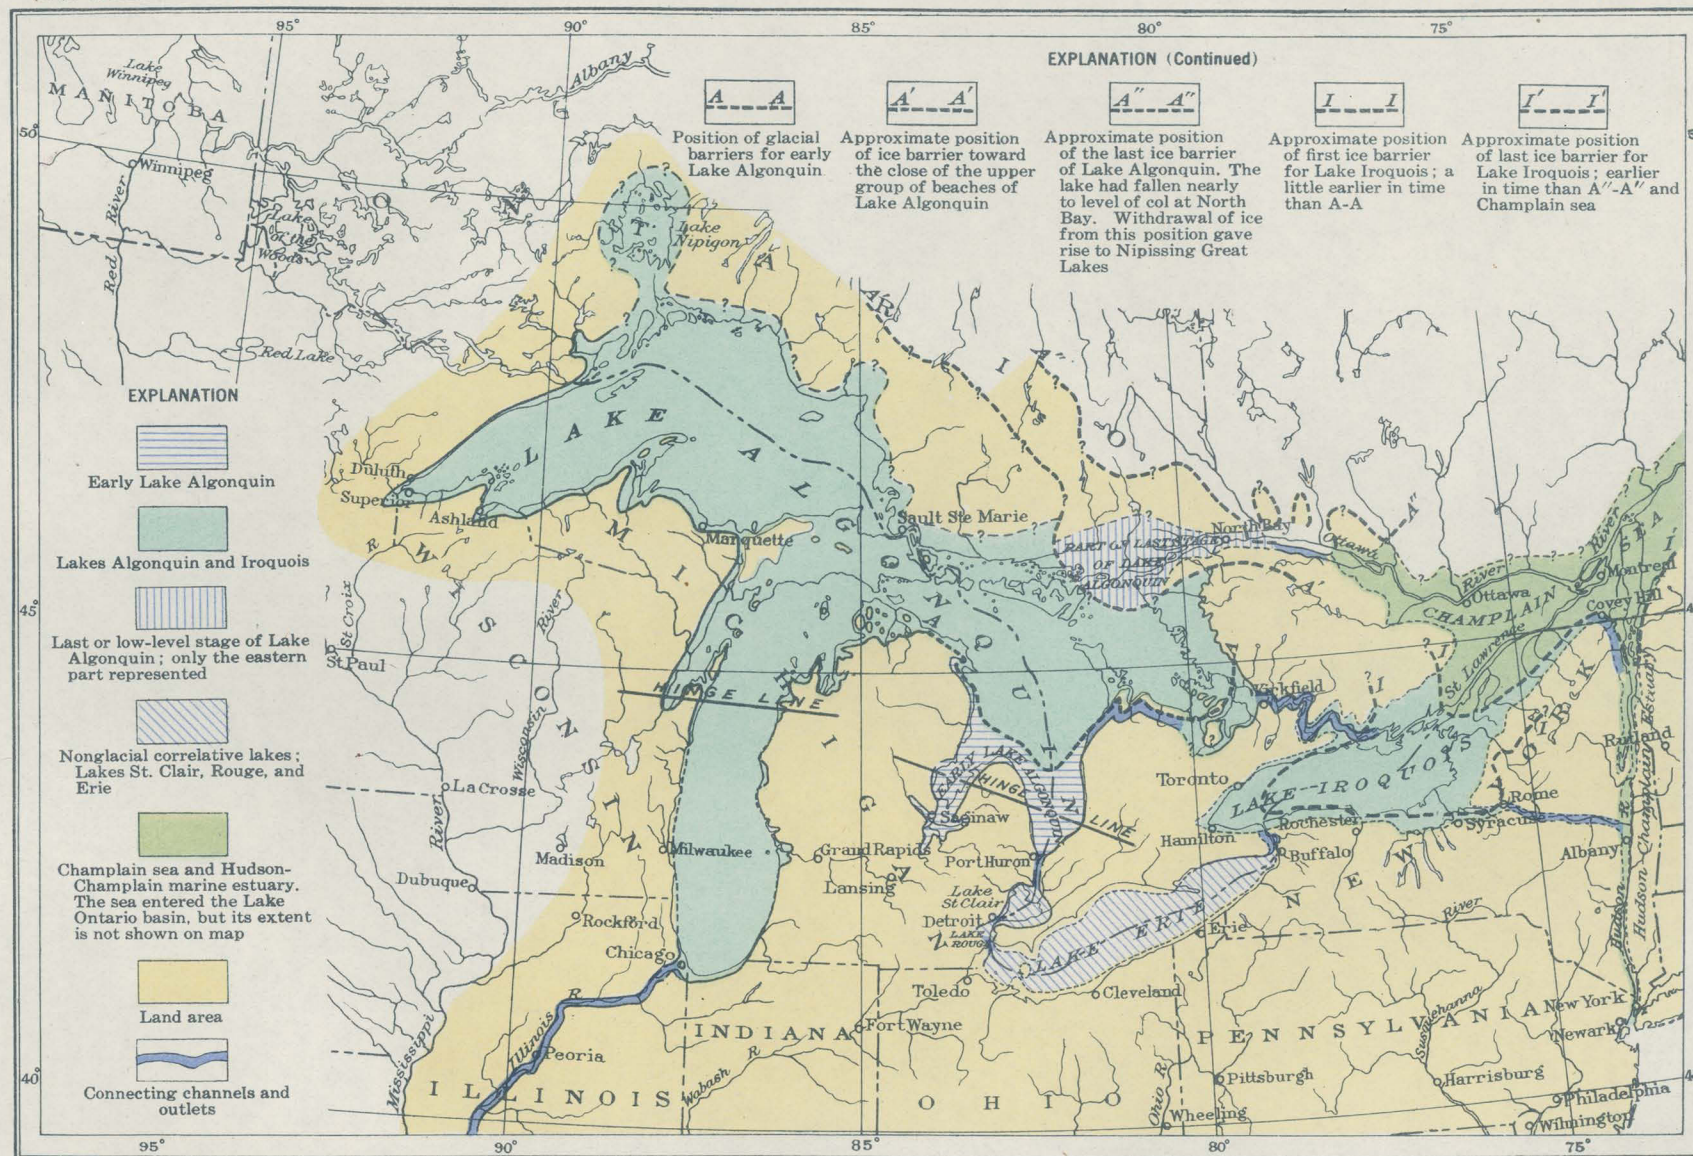 95°
90°
85°
80°
75°
EXPLANATION (Continued)
A A
Position of glacial
barriers for early
Lake Algonquin
A' A'
Approximate position
of ice barrier toward
the close of the upper
group of beaches of
Lake Algonquin
A'' A''
Approximate position
of the last ice barrier
of Lake Algonquin. The
lake had fallen nearly
to level of col at North
Bay. Withdrawal of ice
from this position gave
rise to Nipissing Great
Lakes
I I
Approximate position
of first ice barrier
for Lake Iroquois; a
little earlier in time
than A-A
I' I'
Approximate position
of last ice barrier for
Lake Iroquois; earlier
in time than A''-A'' and
Champlain sea
EXPLANATION
Early Lake Algonquin
Lakes Algonquin and Iroquois
Last or low-level stage of Lake
Algonquin; only the eastern
part represented
Nonglacial correlative lakes;
Lakes St. Clair, Rouge, and
Erie
Champlain sea and Hudson-
Champlain marine estuary.
The sea entered the Lake
Ontario basin, but its extent
is not shown on map
Land area
Connecting channels and
outlets
50°
45°
40°
MANITOBA
Lake
Winnipeg
Albany
Winnipeg
Red River
Red River
Lake
of the
Woods
Red Lake
ONTARIO
Lake
Nipigon
LAKE ALGONQUIN
Duluth
Superior
Ashland
Marquette
Sault Ste Marie
PART OF LAST STAGE
OF LAKE
ALGONQUIN
North Bay
Ottawa River
Ottawa
Montreal
Covey Hill
CHAMPLAIN SEA
St Lawrence River
A''
A''
A'
A
I
I
I'
St Croix R
St Paul
WISCONSIN
Wisconsin River
MICHIGAN
HINGE LINE
EARLY LAKE ALGONQUIN
HINGE LINE
Kirkfield
Toronto
LAKE IROQUOIS
Hamilton
Rochester
Syracuse
Rome
Rutland
Albany
Hudson R
Hudson-Champlain Estuary
NEW YORK
La Crosse
Madison
Milwaukee
Dubuque
Rockford
Chicago
Saginaw
Grand Rapids
Lansing
Port Huron
Lake
St Clair
Detroit
LAKE
ROUGE
LAKE ERIE
Buffalo
Erie
Toledo
Cleveland
Mississippi River
Illinois R
Peoria
ILLINOIS
INDIANA
Fort Wayne
Wabash R
OHIO
Ohio R
Wheeling
Pittsburgh
PENNSYLVANIA
Susquehanna River
Harrisburg
New York
Newark
Philadelphia
Wilmington
95°
90°
85°
80°
75°